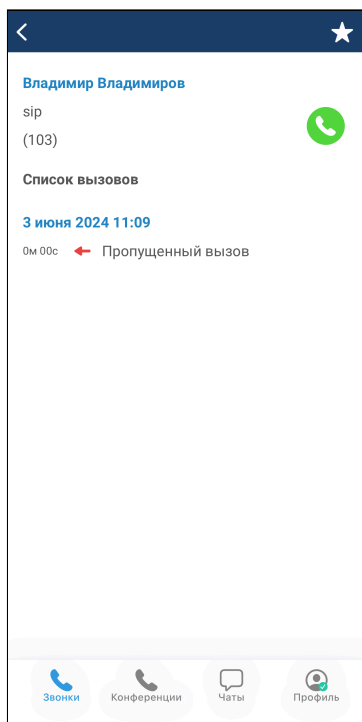 Владимир Владимиров
sip
(103)
Список вызовов
3 июня 2024 11:09
0м 00с Пропущенный вызов
Звонки Конференции Чаты Профиль